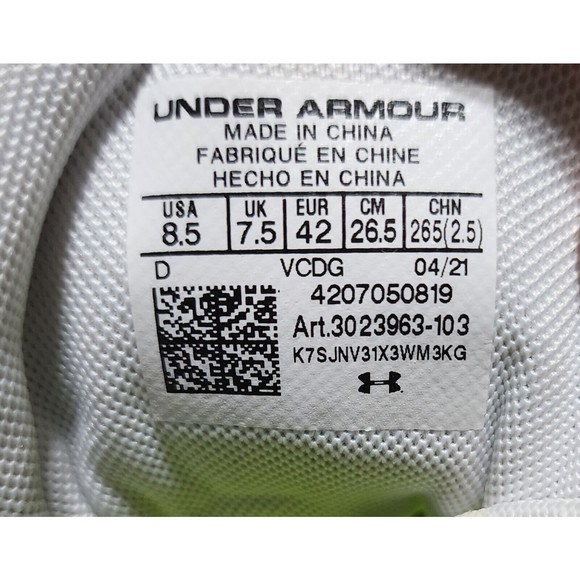 UNDER ARMOUR
MADE IN CHINA
FABRIQUÉ EN CHINE
HECHO EN CHINA
USA UK EUR CM CHN
8.5 7.5 42 26.5 265(2.5)
D VCDG 04/21
4207050819
Art.3023963-103
K7SJNV31X3WM3KG